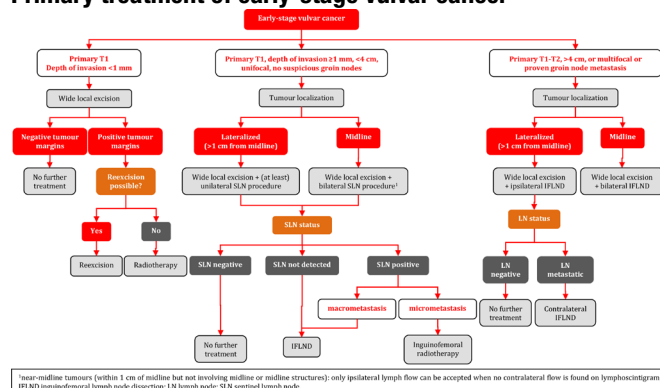 Primary treatment of early-stage vulvar cancer
Early-stage vulvar cancer
Primary T1
Depth of invasion <1 mm
Primary T1, depth of invasion ≥1 mm, <4 cm,
unifocal, no suspicious groin nodes
Primary T1-T2, >4 cm, or multifocal or
proven groin node metastasis
Wide local excision
Tumour localization
Tumour localization
Negative tumour
margins
Positive tumour
margins
Lateralized
(>1 cm from midline)
Midline
Lateralized
(>1 cm from midline)
Midline
No further
treatment
Reexcision
possible?
Wide local excision + (at least)
unilateral SLN procedure
Wide local excision +
bilateral SLN procedure¹
Wide local excision
+ ipsilateral IFLND
Wide local excision
+ bilateral IFLND
Yes
No
SLN status
LN status
Reexcision
Radiotherapy
SLN negative
SLN not detected
SLN positive
LN
negative
LN
metastatic
macrometastasis
micrometastasis
No further
treatment
Contralateral
IFLND
No further
treatment
IFLND
Inguinofemoral
radiotherapy
¹near-midline tumours (within 1 cm of midline but not involving midline or midline structures): only ipsilateral lymph flow can be accepted when no contralateral flow is found on lymphoscintigram
IFLND inguinofemoral lymph node dissection; LN lymph node; SLN sentinel lymph node